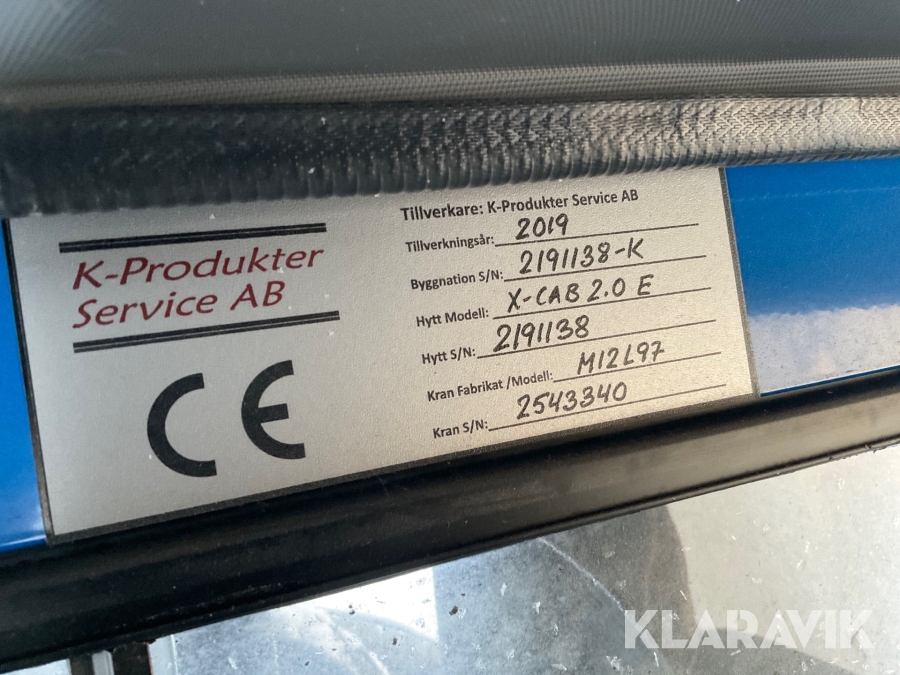 K-Produkter
Service AB
CE
Tillverkare: K-Produkter Service AB
Tillverkningsår: 2019
Byggnation S/N: 2191138-K
Hytt Modell: X-CAB 2.0 E
Hytt S/N: 2191138
Kran Fabrikat /Modell: M12L97
Kran S/N: 2543340
KLARAVIK